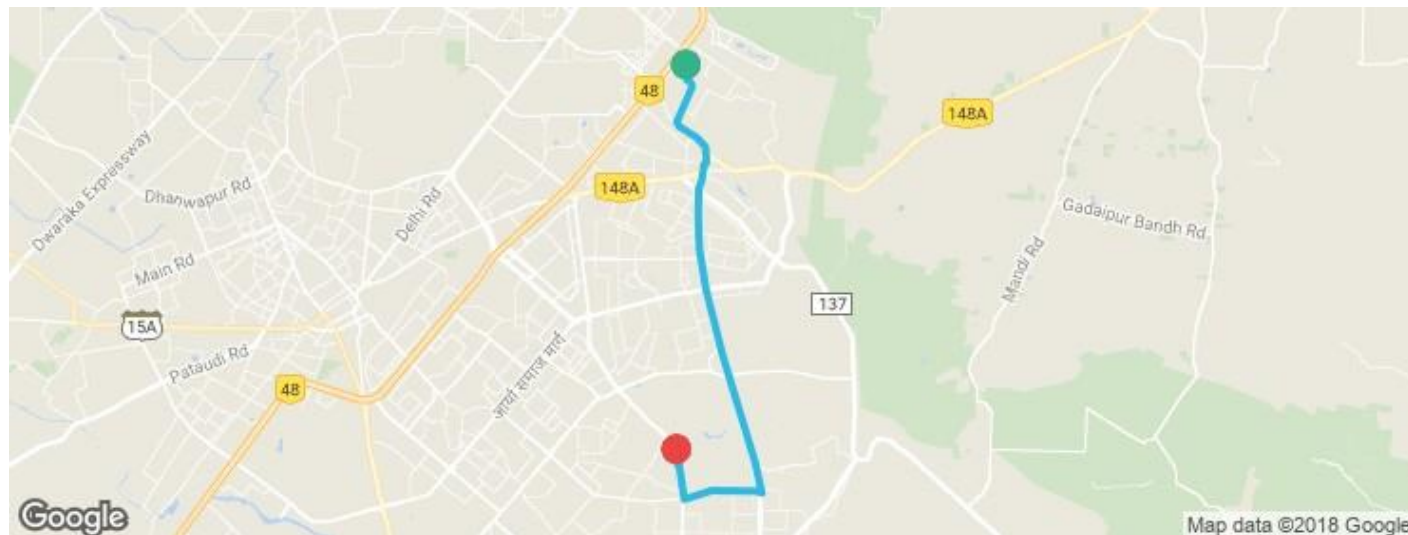 48
148A
148A
Dwaraka Expressway
Dhanwapur Rd
Delhi Rd
Gadaipur Bandh Rd
Main Rd
Mandi Rd
137
15A
Pataudi Rd
आर्या समाज मार्ग
48
Google
Map data ©2018 Google